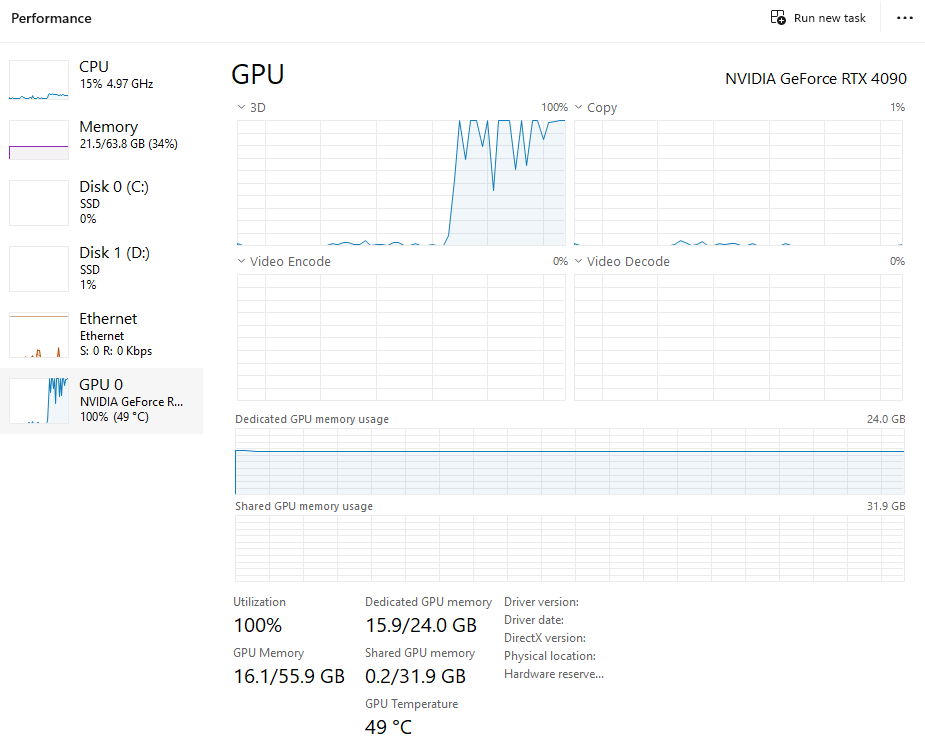 Performance
Run new task
CPU
15% 4.97 GHz
Memory
21.5/63.8 GB (34%)
Disk 0 (C:)
SSD
0%
Disk 1 (D:)
SSD
1%
Ethernet
Ethernet
S: 0 R: 0 Kbps
GPU 0
NVIDIA GeForce R...
100% (49 °C)
GPU
NVIDIA GeForce RTX 4090
3D 100%
Copy 1%
Video Encode 0%
Video Decode 0%
Dedicated GPU memory usage 24.0 GB
Shared GPU memory usage 31.9 GB
Utilization
100%
GPU Memory
16.1/55.9 GB
Dedicated GPU memory
15.9/24.0 GB
Shared GPU memory
0.2/31.9 GB
GPU Temperature
49 °C
Driver version:
Driver date:
DirectX version:
Physical location:
Hardware reserve...